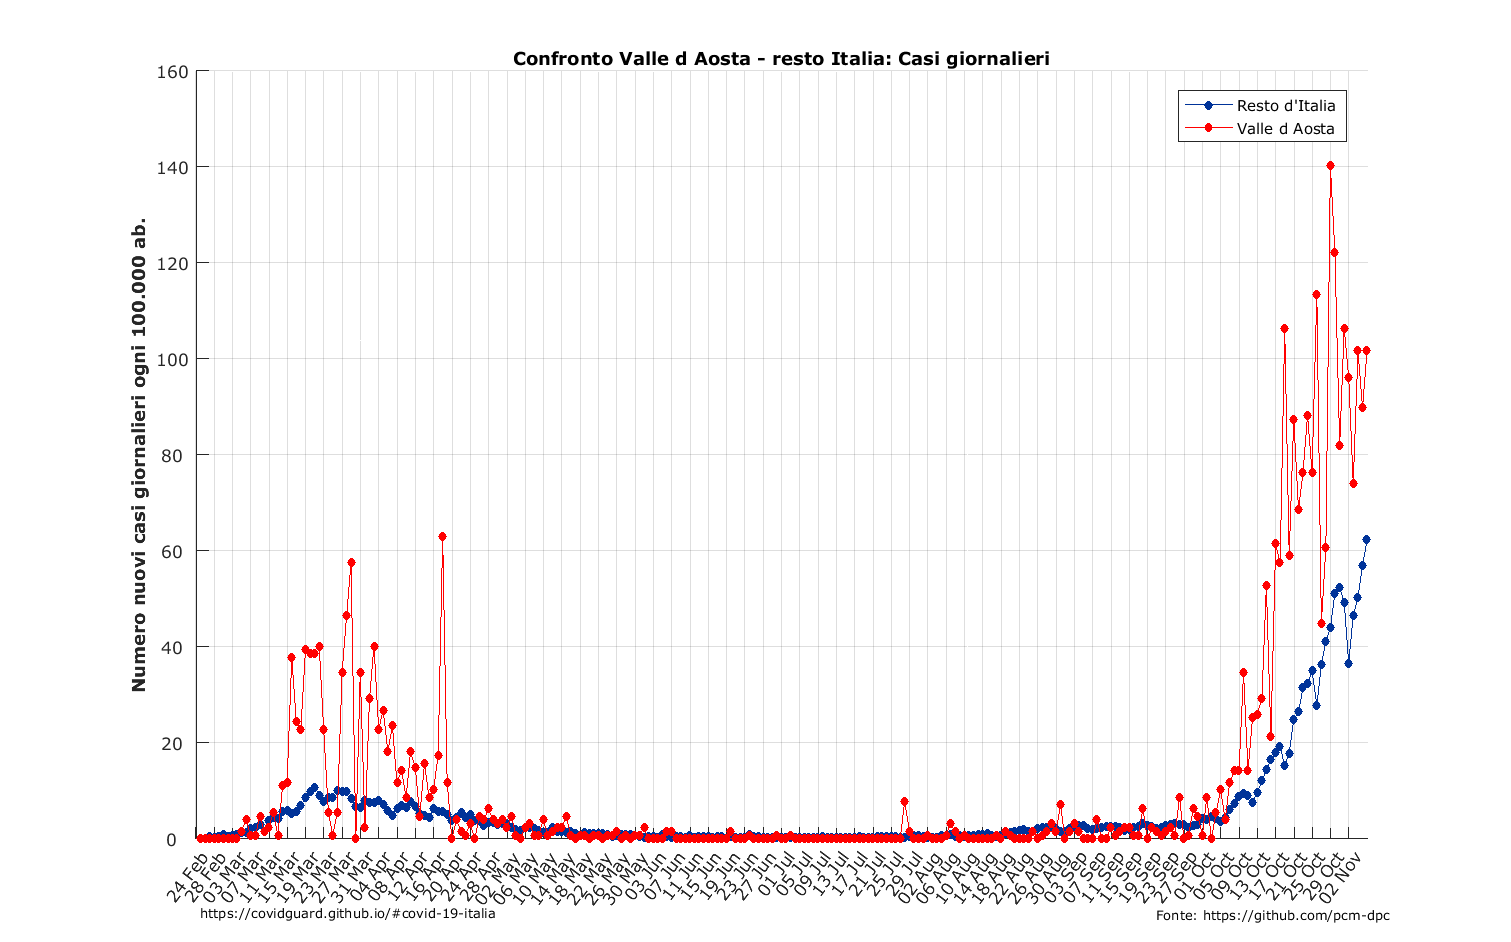 Confronto Valle d Aosta - resto Italia: Casi giornalieri
Resto d'Italia
Valle d Aosta
Numero nuovi casi giornalieri ogni 100.000 ab.
160
140
120
100
80
60
40
20
0
24 Feb 28 Feb 03 Mar 07 Mar 11 Mar 15 Mar 19 Mar 23 Mar 27 Mar 31 Mar 04 Apr 08 Apr 12 Apr 16 Apr 20 Apr 24 Apr 28 Apr 02 May 06 May 10 May 14 May 18 May 22 May 26 May 30 May 03 Jun 07 Jun 11 Jun 15 Jun 19 Jun 23 Jun 27 Jun 01 Jul 05 Jul 09 Jul 13 Jul 17 Jul 21 Jul 25 Jul 29 Jul 02 Aug 06 Aug 10 Aug 14 Aug 18 Aug 22 Aug 26 Aug 30 Aug 03 Sep 07 Sep 11 Sep 15 Sep 19 Sep 23 Sep 27 Sep 01 Oct 05 Oct 09 Oct 13 Oct 17 Oct 21 Oct 25 Oct 29 Oct 02 Nov
https://covidguard.github.io/#covid-19-italia
Fonte: https://github.com/pcm-dpc